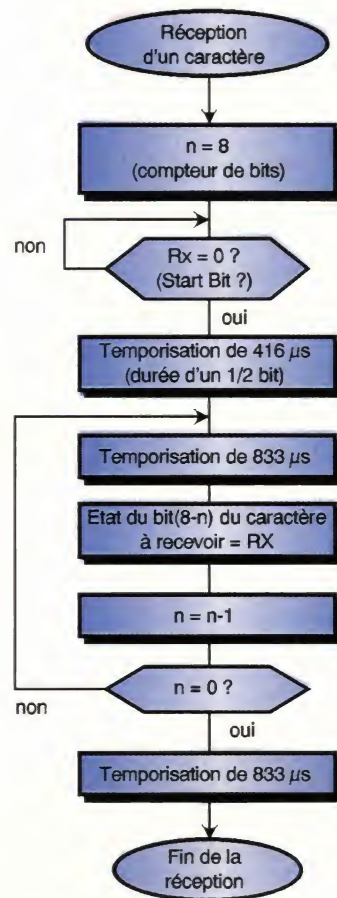 Réception
d'un caractère
n = 8
(compteur de bits)
non
Rx = 0 ?
(Start Bit ?)
oui
Temporisation de 416 µs
(durée d'un 1/2 bit)
Temporisation de 833 µs
Etat du bit(8-n) du caractère
à recevoir = RX
n = n-1
n = 0 ?
non
oui
Temporisation de 833 µs
Fin de la
réception